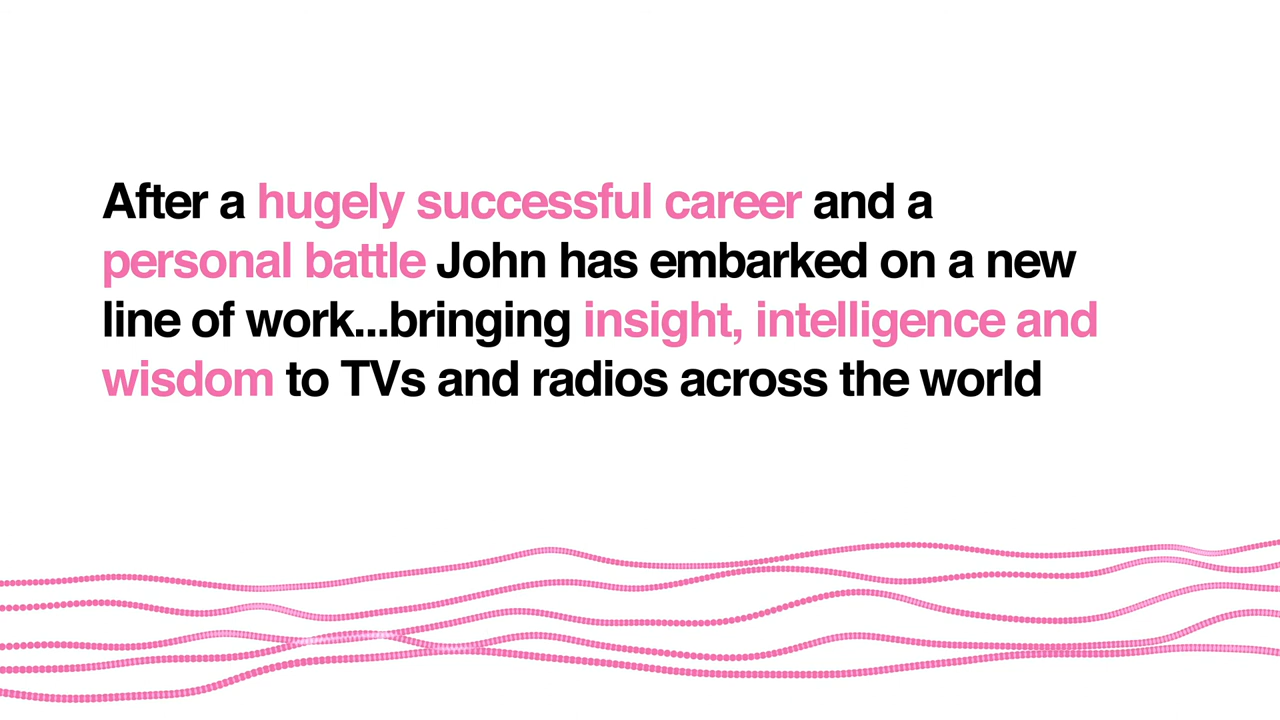 After a hugely successful career and a
personal battle John has embarked on a new
line of work...bringing insight, intelligence and
wisdom to TVs and radios across the world